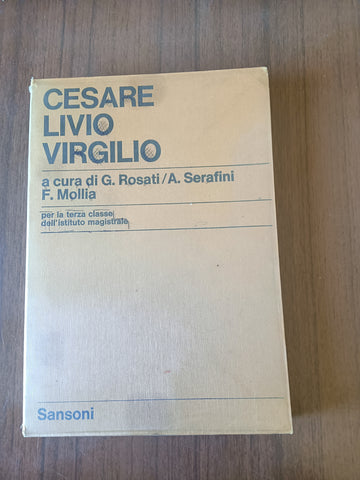 CESARE
LIVIO
VIRGILIO
a cura di G. Rosati/A. Serafini
F. Mollia
per la terza classe
dell'istituto magistrale
Sansoni